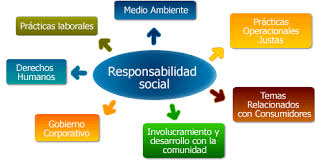 Medio Ambiente
Prácticas laborales
Prácticas
Operacionales
Justas
Derechos
Humanos
Responsabilidad
social
Temas
Relacionados
con Consumidores
Gobierno
Corporativo
Involucramiento y
desarrollo con la
comunidad